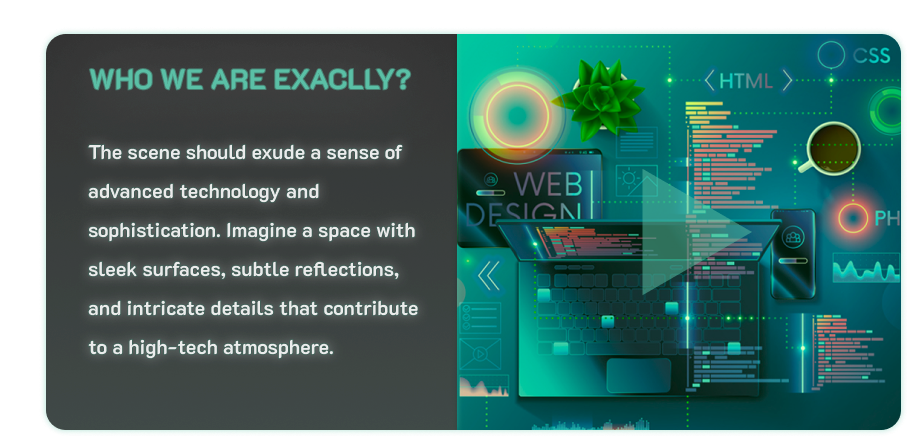 WHO WE ARE EXACLLY?
The scene should exude a sense of
advanced technology and
sophistication. Imagine a space with
sleek surfaces, subtle reflections,
and intricate details that contribute
to a high-tech atmosphere.
CSS
HTML
WEB
DESIGN
PH